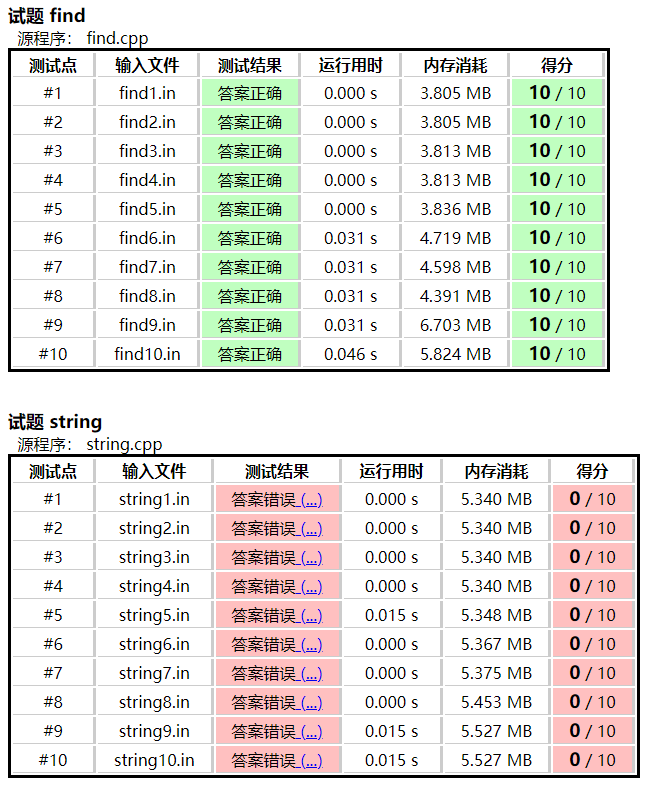 试题 find
源程序： find.cpp
测试点 输入文件 测试结果 运行用时 内存消耗 得分
#1 find1.in 答案正确 0.000 s 3.805 MB 10 / 10
#2 find2.in 答案正确 0.000 s 3.805 MB 10 / 10
#3 find3.in 答案正确 0.000 s 3.813 MB 10 / 10
#4 find4.in 答案正确 0.000 s 3.813 MB 10 / 10
#5 find5.in 答案正确 0.000 s 3.836 MB 10 / 10
#6 find6.in 答案正确 0.031 s 4.719 MB 10 / 10
#7 find7.in 答案正确 0.031 s 4.598 MB 10 / 10
#8 find8.in 答案正确 0.031 s 4.391 MB 10 / 10
#9 find9.in 答案正确 0.031 s 6.703 MB 10 / 10
#10 find10.in 答案正确 0.046 s 5.824 MB 10 / 10
试题 string
源程序： string.cpp
测试点 输入文件 测试结果 运行用时 内存消耗 得分
#1 string1.in 答案错误 (...) 0.000 s 5.340 MB 0 / 10
#2 string2.in 答案错误 (...) 0.000 s 5.340 MB 0 / 10
#3 string3.in 答案错误 (...) 0.000 s 5.340 MB 0 / 10
#4 string4.in 答案错误 (...) 0.000 s 5.340 MB 0 / 10
#5 string5.in 答案错误 (...) 0.015 s 5.348 MB 0 / 10
#6 string6.in 答案错误 (...) 0.000 s 5.367 MB 0 / 10
#7 string7.in 答案错误 (...) 0.000 s 5.375 MB 0 / 10
#8 string8.in 答案错误 (...) 0.000 s 5.453 MB 0 / 10
#9 string9.in 答案错误 (...) 0.015 s 5.527 MB 0 / 10
#10 string10.in 答案错误 (...) 0.015 s 5.527 MB 0 / 10